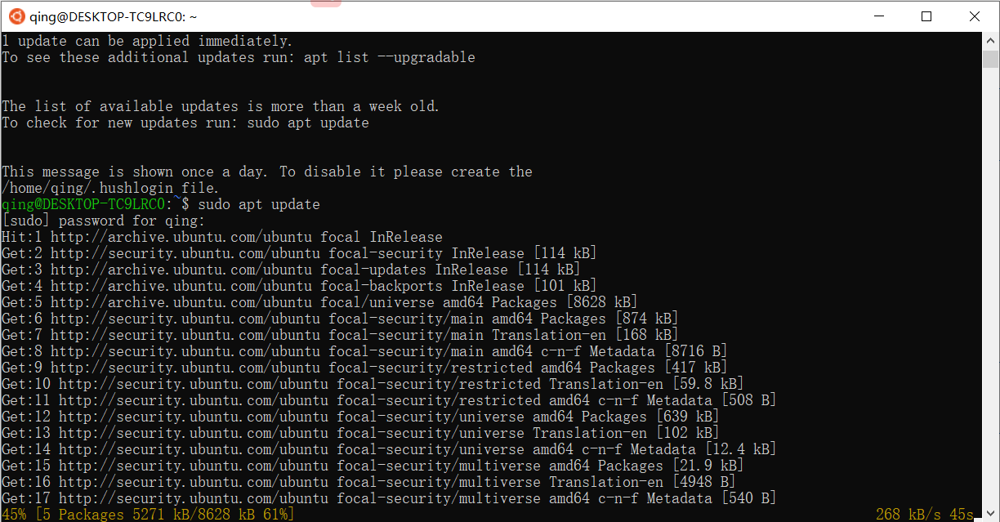 qing@DESKTOP-TC9LRC0: ~
1 update can be applied immediately.
To see these additional updates run: apt list --upgradable
The list of available updates is more than a week old.
To check for new updates run: sudo apt update
This message is shown once a day. To disable it please create the
/home/qing/.hushlogin file.
qing@DESKTOP-TC9LRC0:~$ sudo apt update
[sudo] password for qing:
Hit:1 http://archive.ubuntu.com/ubuntu focal InRelease
Get:2 http://security.ubuntu.com/ubuntu focal-security InRelease [114 kB]
Get:3 http://archive.ubuntu.com/ubuntu focal-updates InRelease [114 kB]
Get:4 http://archive.ubuntu.com/ubuntu focal-backports InRelease [101 kB]
Get:5 http://archive.ubuntu.com/ubuntu focal/universe amd64 Packages [8628 kB]
Get:6 http://security.ubuntu.com/ubuntu focal-security/main amd64 Packages [874 kB]
Get:7 http://security.ubuntu.com/ubuntu focal-security/main Translation-en [168 kB]
Get:8 http://security.ubuntu.com/ubuntu focal-security/main amd64 c-n-f Metadata [8716 B]
Get:9 http://security.ubuntu.com/ubuntu focal-security/restricted amd64 Packages [417 kB]
Get:10 http://security.ubuntu.com/ubuntu focal-security/restricted Translation-en [59.8 kB]
Get:11 http://security.ubuntu.com/ubuntu focal-security/restricted amd64 c-n-f Metadata [508 B]
Get:12 http://security.ubuntu.com/ubuntu focal-security/universe amd64 Packages [639 kB]
Get:13 http://security.ubuntu.com/ubuntu focal-security/universe Translation-en [102 kB]
Get:14 http://security.ubuntu.com/ubuntu focal-security/universe amd64 c-n-f Metadata [12.4 kB]
Get:15 http://security.ubuntu.com/ubuntu focal-security/multiverse amd64 Packages [21.9 kB]
Get:16 http://security.ubuntu.com/ubuntu focal-security/multiverse Translation-en [4948 B]
Get:17 http://security.ubuntu.com/ubuntu focal-security/multiverse amd64 c-n-f Metadata [540 B]
45% [5 Packages 5271 kB/8628 kB 61%] 268 kB/s 45s